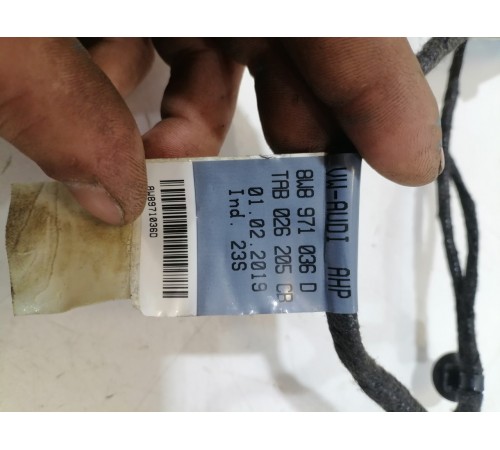 VW-AUDI AHP
8W8 971 036 D
TAB 026 205 CB
01.02.2019
Ind. 23S
8W8971036D